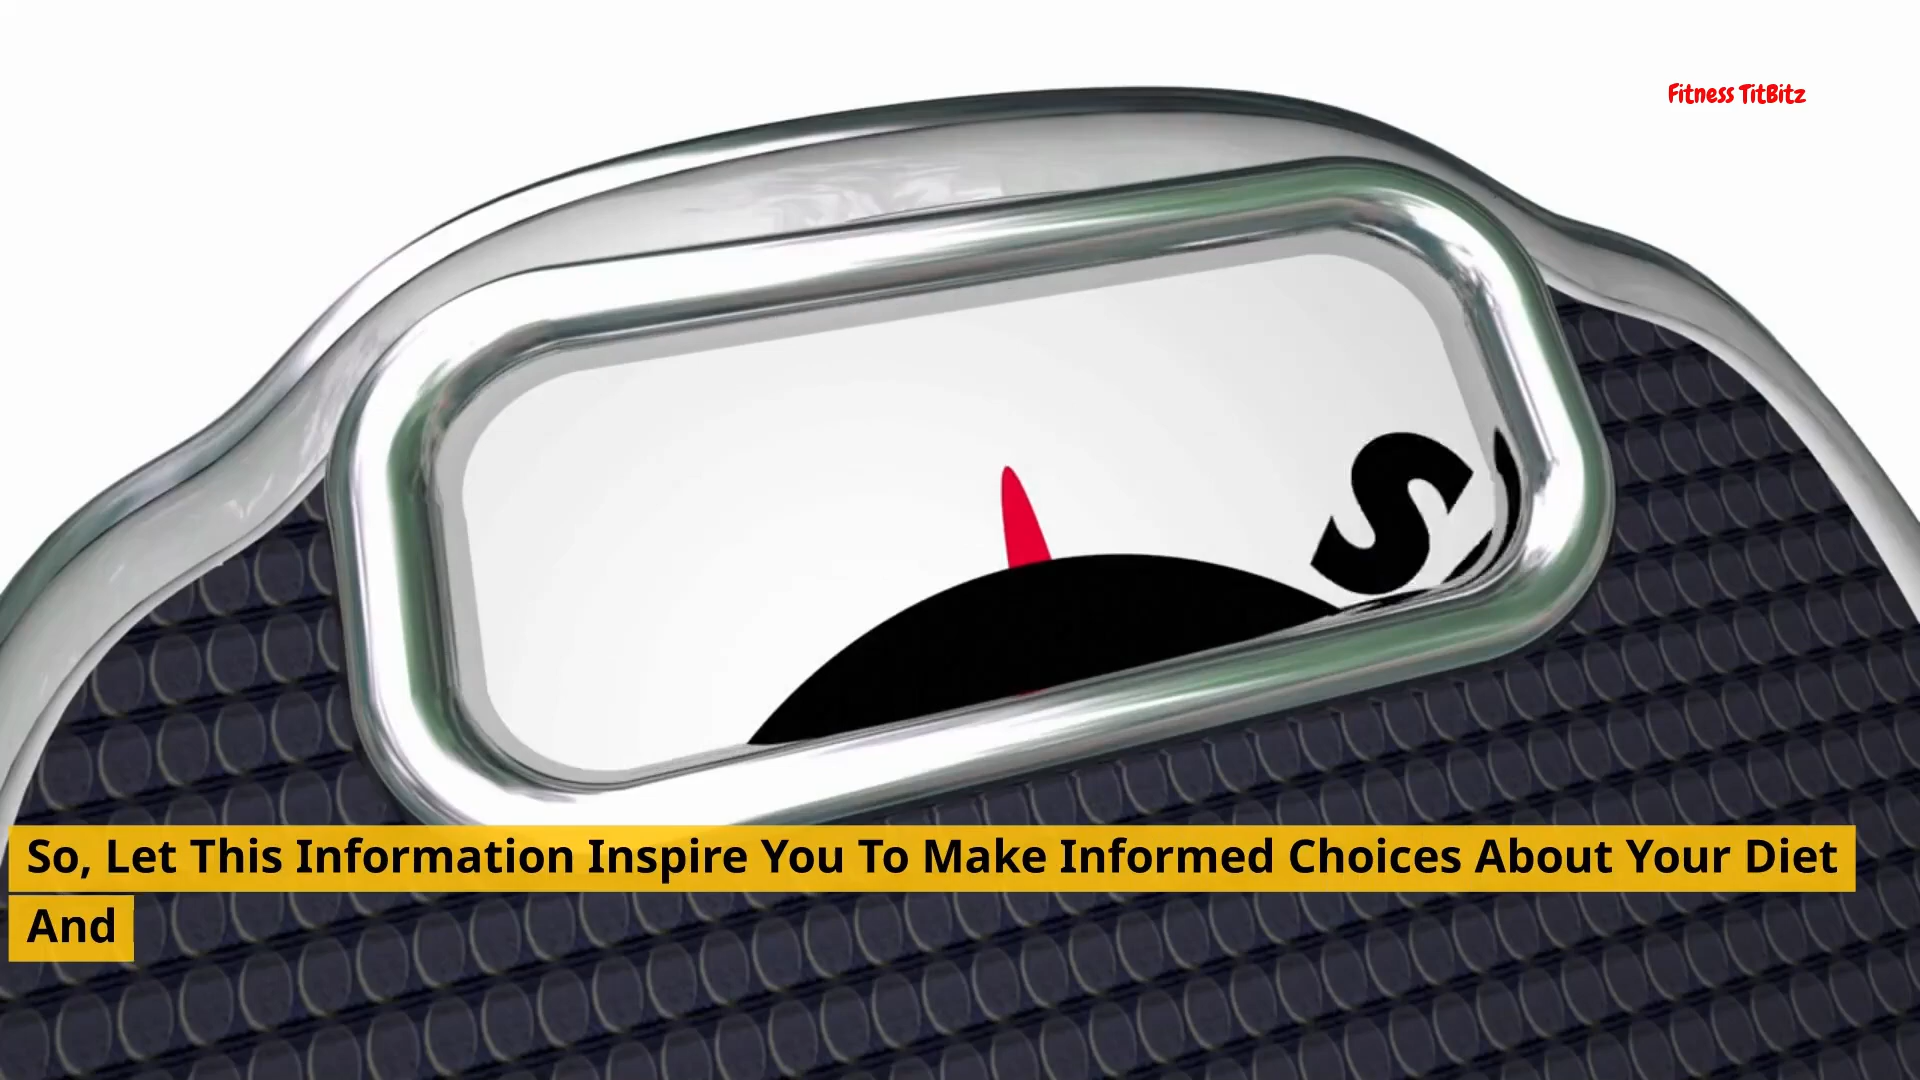 Fitness TitBitz
S
So, Let This Information Inspire You To Make Informed Choices About Your Diet
And